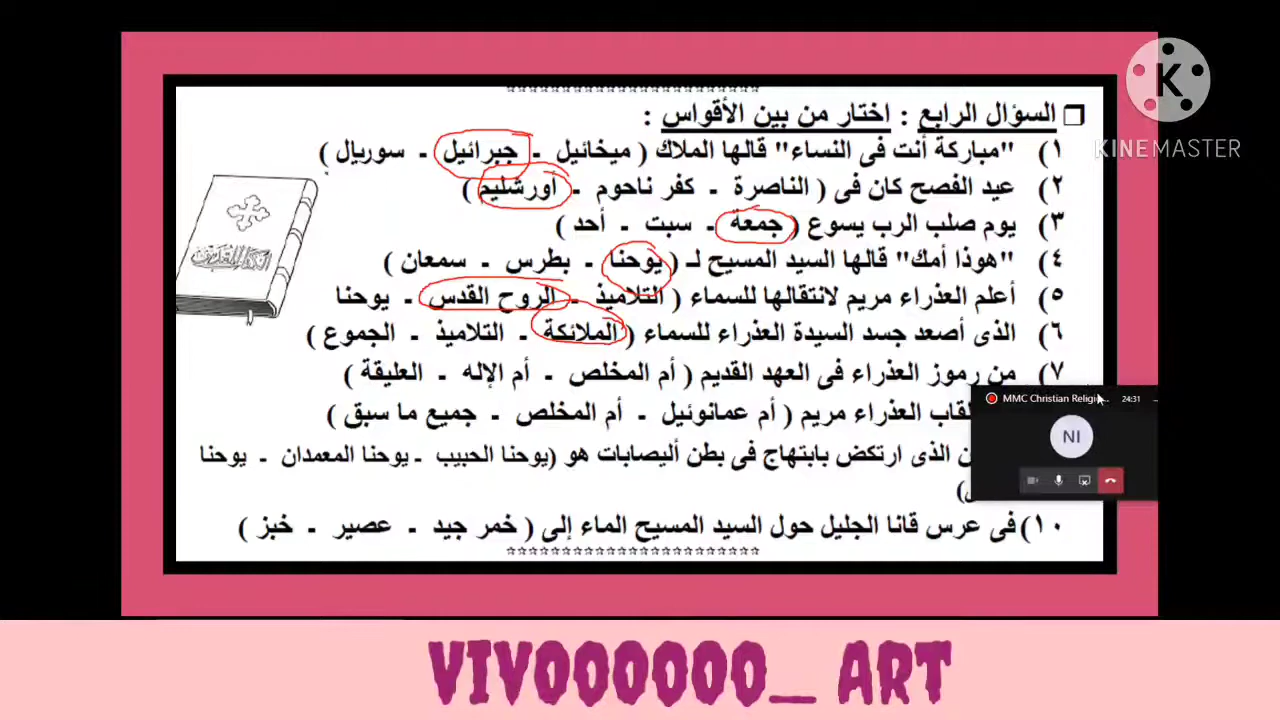 ❒ السؤال الرابع : اختار من بين الأقواس :
١) "مباركة أنت فى النساء" قالها الملاك ( ميخائيل - جبرائيل - سوريال )
٢) عيد الفصح كان فى ( الناصرة - كفر ناحوم - اورشليم )
٣) يوم صلب الرب يسوع ( جمعة - سبت - أحد )
٤) "هوذا أمك" قالها السيد المسيح لـ ( يوحنا - بطرس - سمعان )
٥) أعلم العذراء مريم لانتقالها للسماء ( التلاميذ - الروح القدس - يوحنا
٦) الذى أصعد جسد السيدة العذراء للسماء ( الملائكة - التلاميذ - الجموع )
٧) من رموز العذراء فى العهد القديم ( أم المخلص - أم الإله - العليقة )
العذراء مريم ( أم عمانوئيل - أم المخلص - جميع ما سبق )
الذى ارتكض بابتهاج فى بطن أليصابات هو (يوحنا الحبيب - يوحنا المعمدان - يوحنا
١٠) فى عرس قانا الجليل حول السيد المسيح الماء إلى ( خمر جيد - عصير - خبز )
الكتاب المقدس
K
KINEMASTER
MMC Christian Religi... 24:31
NI
VIVOOOOOO_ ART